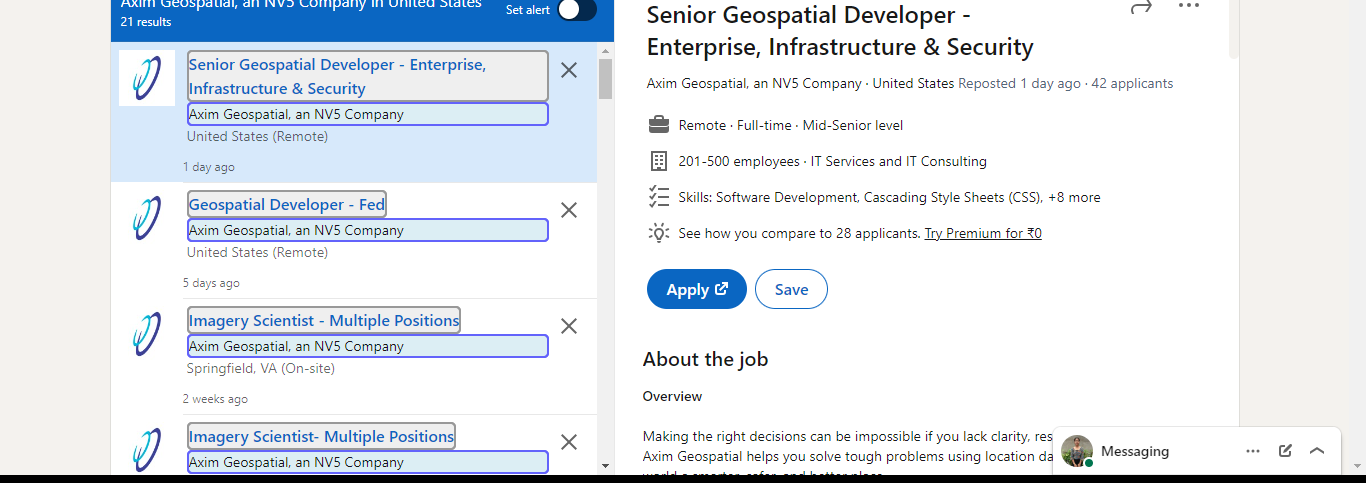 Axim Geospatial, an NV5 Company in United States
21 results
Set alert
Senior Geospatial Developer - Enterprise,
Infrastructure & Security
Axim Geospatial, an NV5 Company
United States (Remote)
1 day ago
Geospatial Developer - Fed
Axim Geospatial, an NV5 Company
United States (Remote)
5 days ago
Imagery Scientist - Multiple Positions
Axim Geospatial, an NV5 Company
Springfield, VA (On-site)
2 weeks ago
Imagery Scientist- Multiple Positions
Axim Geospatial, an NV5 Company
Senior Geospatial Developer -
Enterprise, Infrastructure & Security
Axim Geospatial, an NV5 Company · United States Reposted 1 day ago · 42 applicants
Remote · Full-time · Mid-Senior level
201-500 employees · IT Services and IT Consulting
Skills: Software Development, Cascading Style Sheets (CSS), +8 more
See how you compare to 28 applicants. Try Premium for ₹0
Apply
Save
About the job
Overview
Making the right decisions can be impossible if you lack clarity, res
Axim Geospatial helps you solve tough problems using location da
world a smarter, safer, and better place.
Messaging